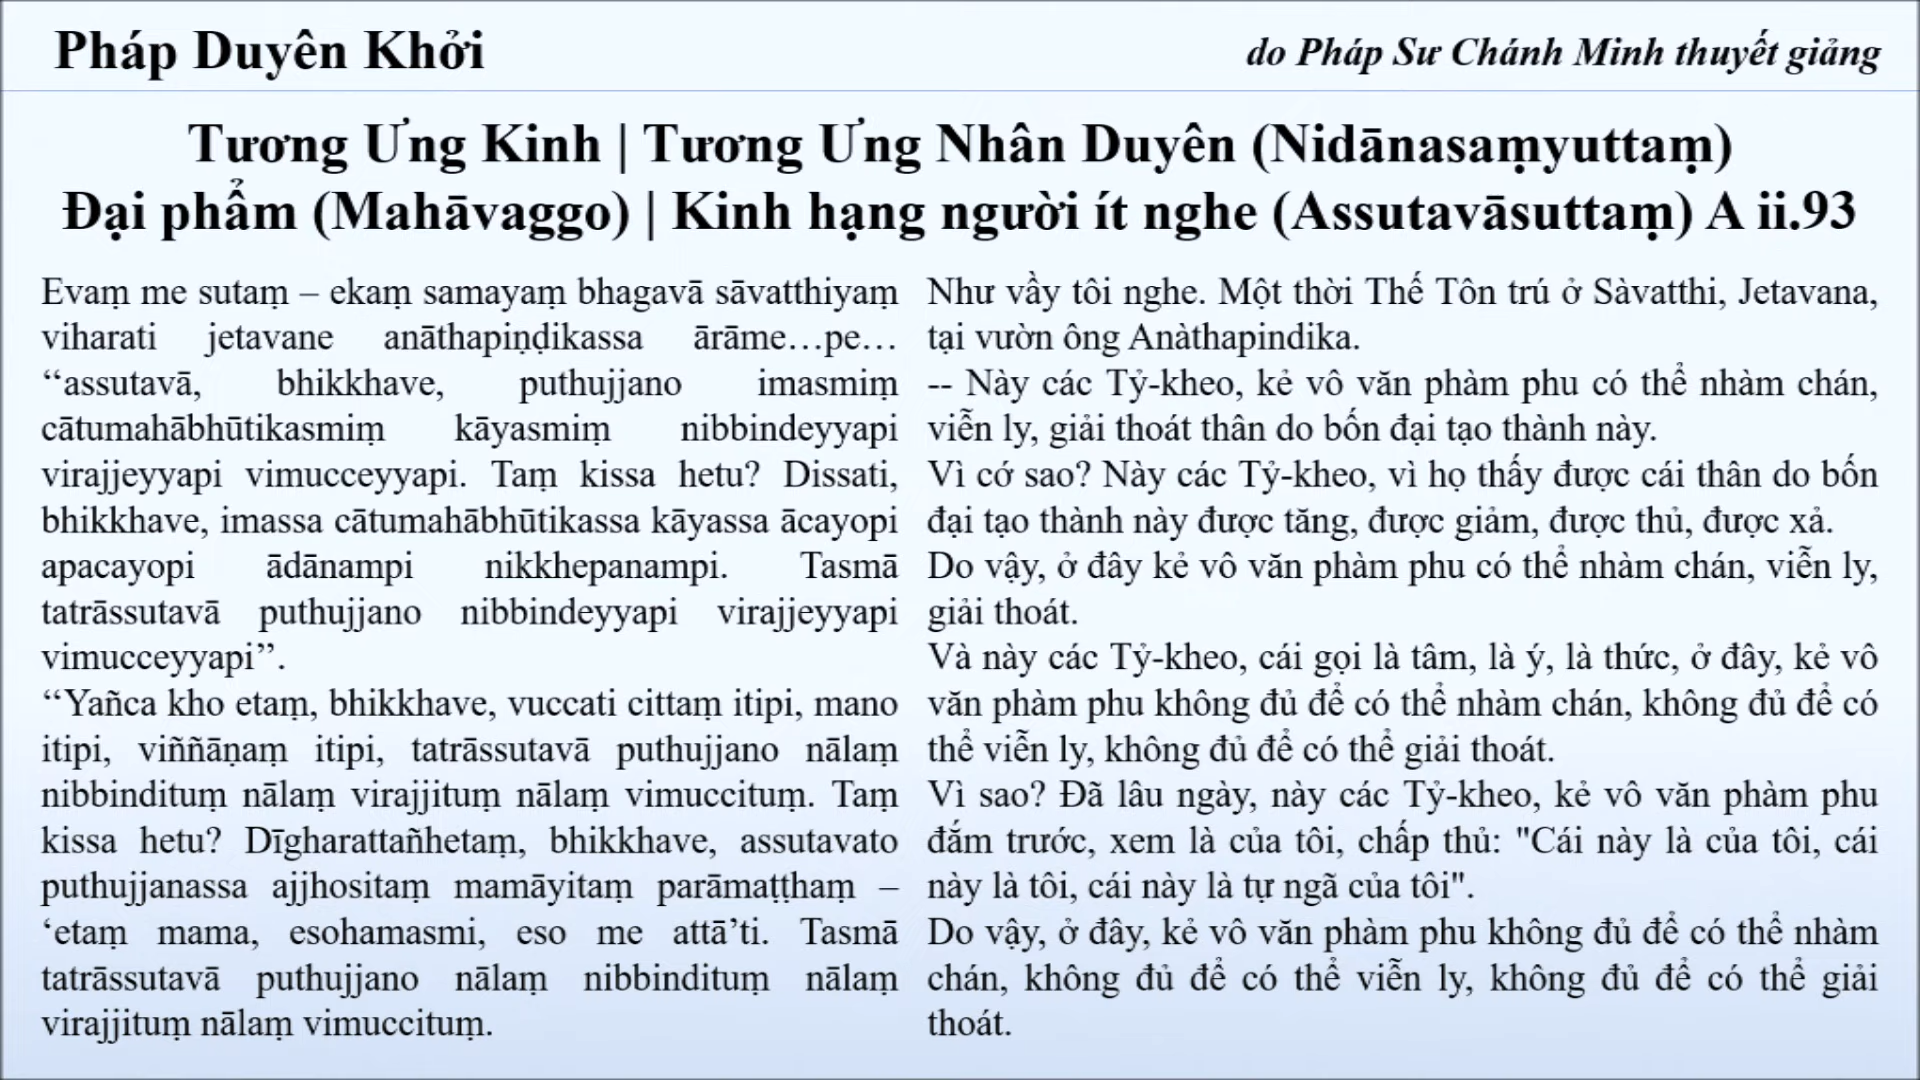 Pháp Duyên Khởi
do Pháp Sư Chánh Minh thuyết giảng
Tương Ưng Kinh | Tương Ưng Nhân Duyên (Nidānasaṃyuttaṃ)
Đại phẩm (Mahāvaggo) | Kinh hạng người ít nghe (Assutavāsuttaṃ) A ii.93
Evaṃ me sutaṃ – ekaṃ samayaṃ bhagavā sāvatthiyaṃ
viharati jetavane anāthapiṇḍikassa ārāme…pe…
‘‘assutavā, bhikkhave, puthujjano imasmiṃ
cātumahābhūtikasmiṃ kāyasmiṃ nibbindeyyapi
virajjeyyapi vimucceyyapi. Taṃ kissa hetu? Dissati,
bhikkhave, imassa cātumahābhūtikassa kāyassa ācayopi
apacayopi ādānampi nikkhepanampi. Tasmā
tatrāssutavā puthujjano nibbindeyyapi virajjeyyapi
vimucceyyapi’’.
‘‘Yañca kho etaṃ, bhikkhave, vuccati cittaṃ itipi, mano
itipi, viññāṇaṃ itipi, tatrāssutavā puthujjano nālaṃ
nibbindituṃ nālaṃ virajjituṃ nālaṃ vimuccituṃ. Taṃ
kissa hetu? Dīgharattañhetaṃ, bhikkhave, assutavato
puthujjanassa ajjhositaṃ mamāyitaṃ parāmaṭṭhaṃ –
‘etaṃ mama, esohamasmi, eso me attā’ti. Tasmā
tatrāssutavā puthujjano nālaṃ nibbindituṃ nālaṃ
virajjituṃ nālaṃ vimuccituṃ.
Như vầy tôi nghe. Một thời Thế Tôn trú ở Sàvatthi, Jetavana,
tại vườn ông Anàthapindika.
-- Này các Tỷ-kheo, kẻ vô văn phàm phu có thể nhàm chán,
viễn ly, giải thoát thân do bốn đại tạo thành này.
Vì cớ sao? Này các Tỷ-kheo, vì họ thấy được cái thân do bốn
đại tạo thành này được tăng, được giảm, được thủ, được xả.
Do vậy, ở đây kẻ vô văn phàm phu có thể nhàm chán, viễn ly,
giải thoát.
Và này các Tỷ-kheo, cái gọi là tâm, là ý, là thức, ở đây, kẻ vô
văn phàm phu không đủ để có thể nhàm chán, không đủ để có
thể viễn ly, không đủ để có thể giải thoát.
Vì sao? Đã lâu ngày, này các Tỷ-kheo, kẻ vô văn phàm phu
đắm trước, xem là của tôi, chấp thủ: "Cái này là của tôi, cái
này là tôi, cái này là tự ngã của tôi".
Do vậy, ở đây, kẻ vô văn phàm phu không đủ để có thể nhàm
chán, không đủ để có thể viễn ly, không đủ để có thể giải
thoát.